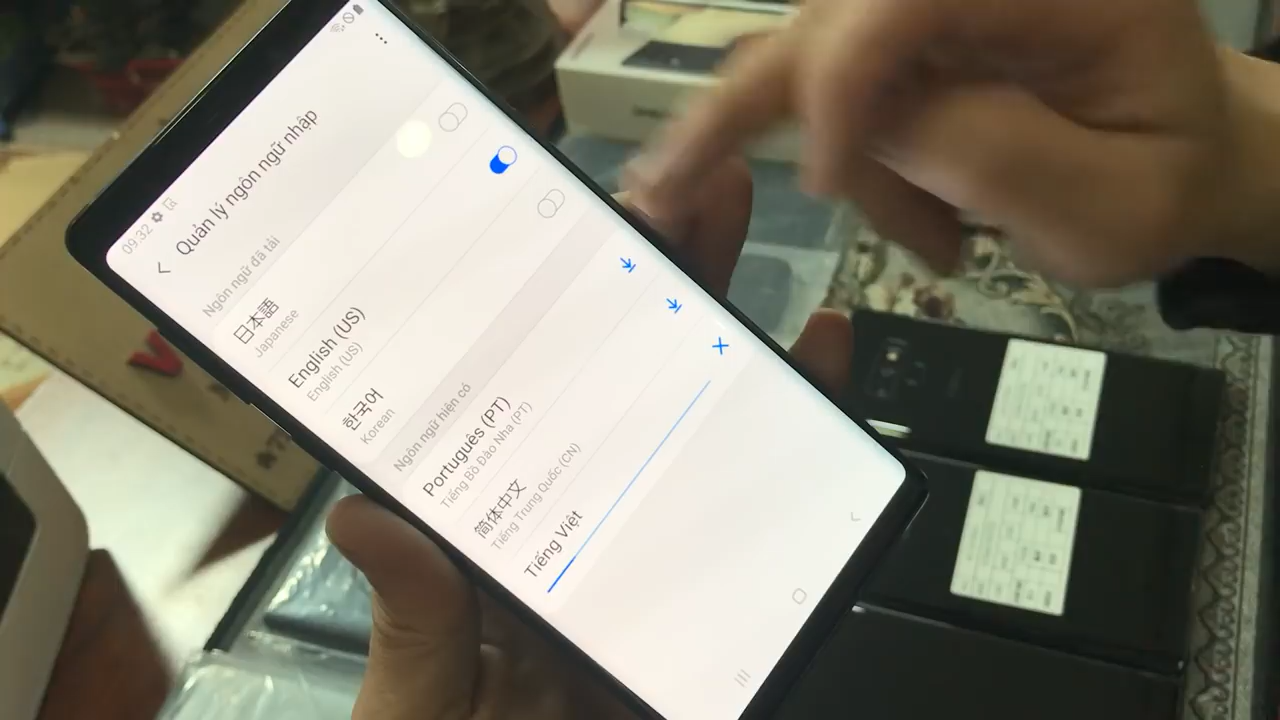 09:32
Quản lý ngôn ngữ nhập
Ngôn ngữ đã tải
日本語
Japanese
English (US)
English (US)
한국어
Korean
Ngôn ngữ hiện có
Português (PT)
Tiếng Bồ Đào Nha (PT)
简体中文
Tiếng Trung Quốc (CN)
Tiếng Việt